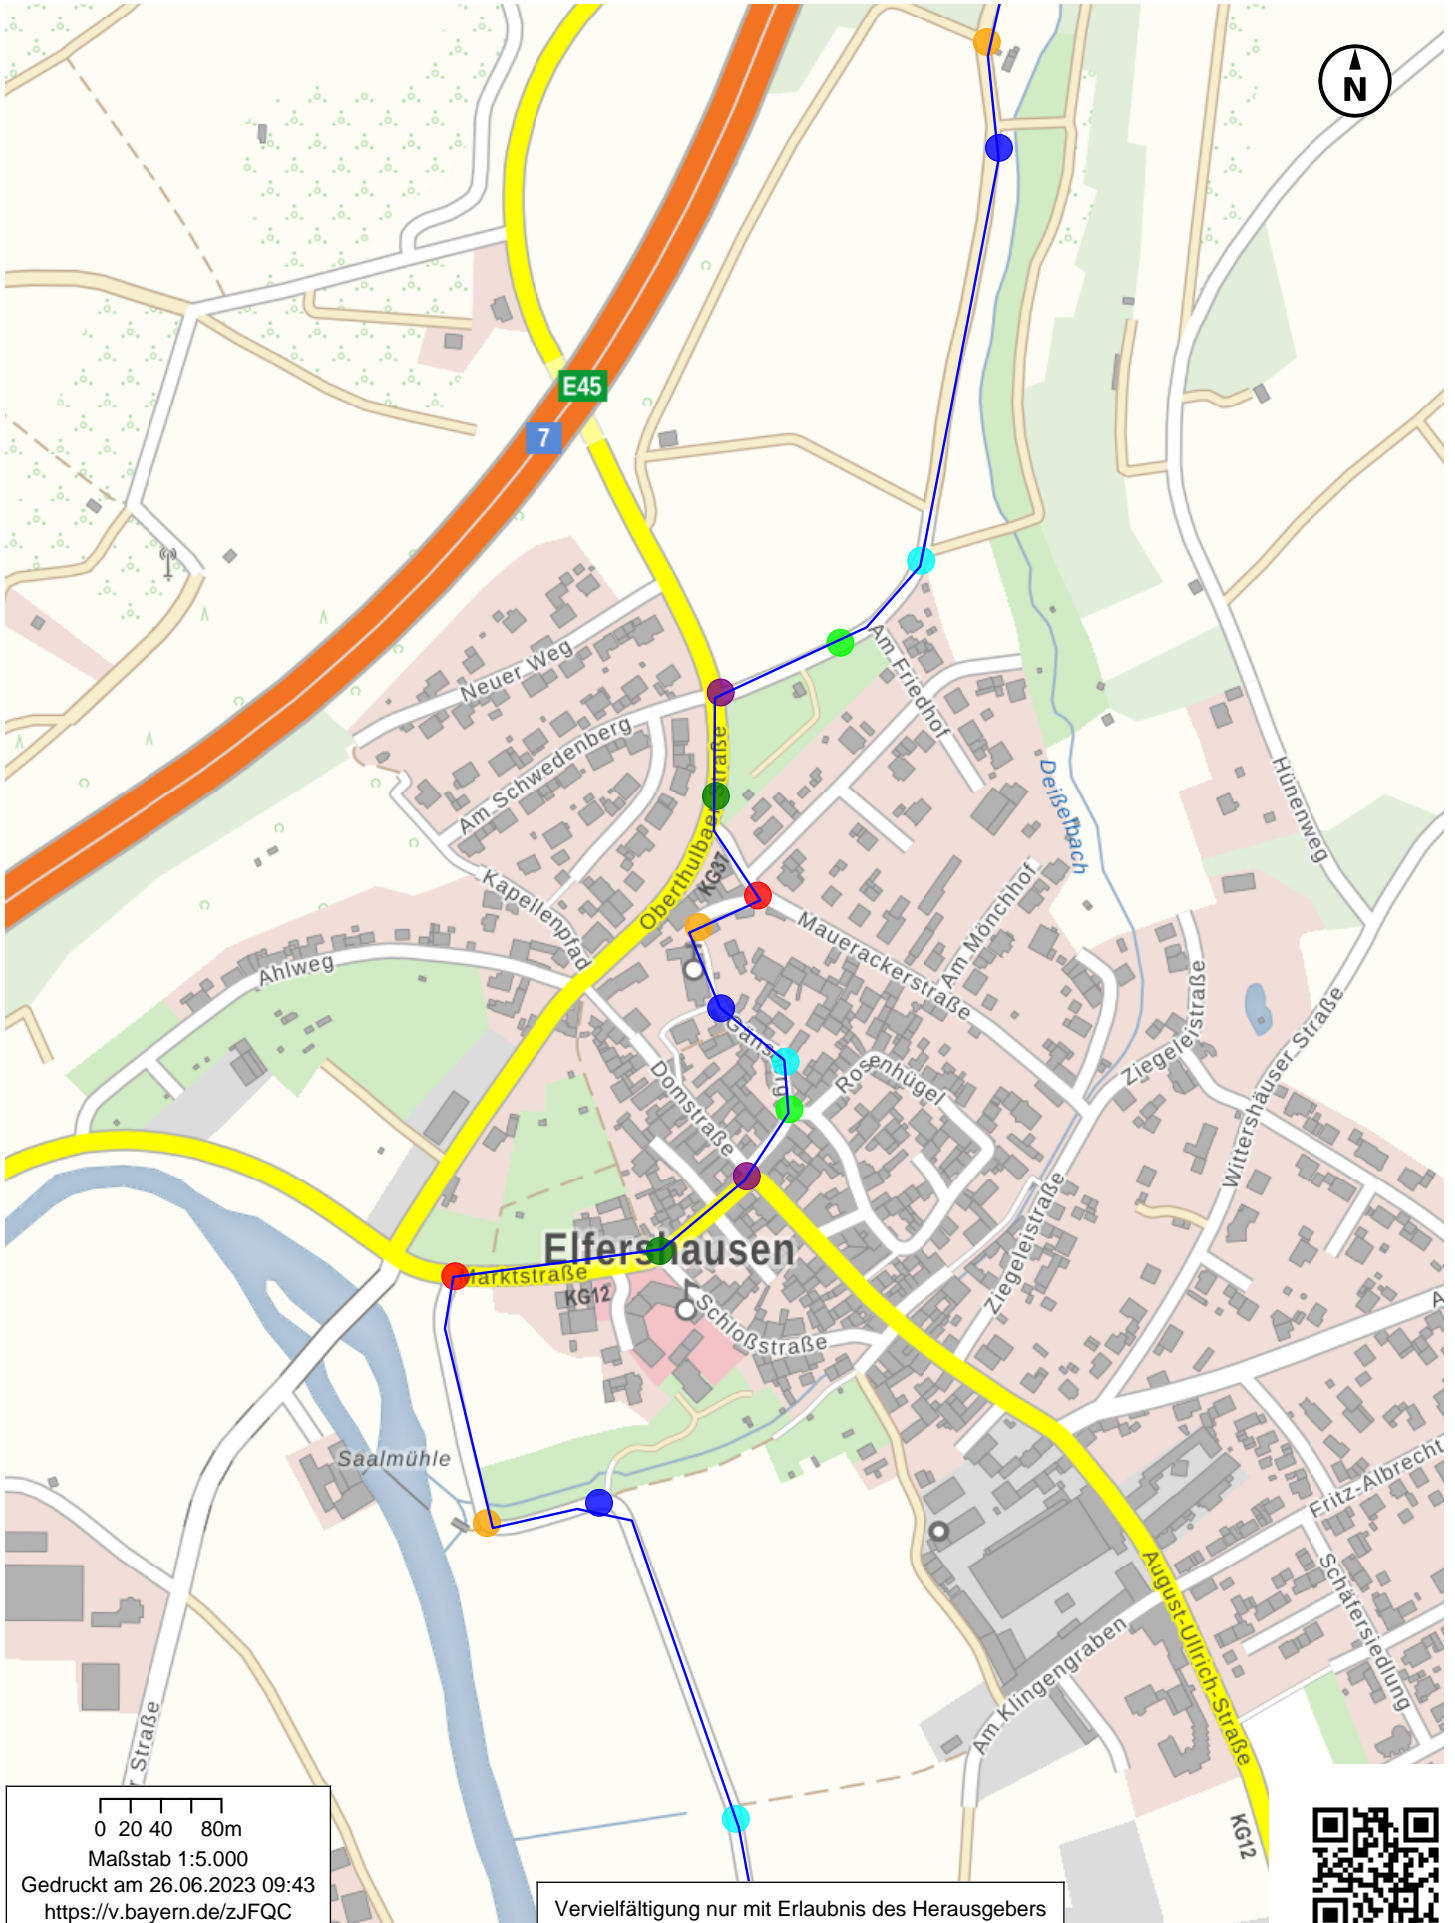 N
E45
7
Neuer Weg
Am Friedhof
Am Schwedenberg
Oberthulbaer Straße
KG37
Deißelbach
Hünenweg
Kapellenpfad
Ahlweg
Mauerackerstraße
Am Mönchhof
Gänsberg
Rosenhügel
Domstraße
Ziegeleistraße
Wittershäuser Straße
Ziegeleistraße
Elfershausen
Marktstraße
KG12
Schloßstraße
Saalmühle
Fritz-Albrecht
Schäfersiedlung
August-Ullrich-Straße
Am Klingengraben
r Straße
KG12
0 20 40 80m
Maßstab 1:5.000
Gedruckt am 26.06.2023 09:43
https://v.bayern.de/zJFQC
Vervielfältigung nur mit Erlaubnis des Herausgebers